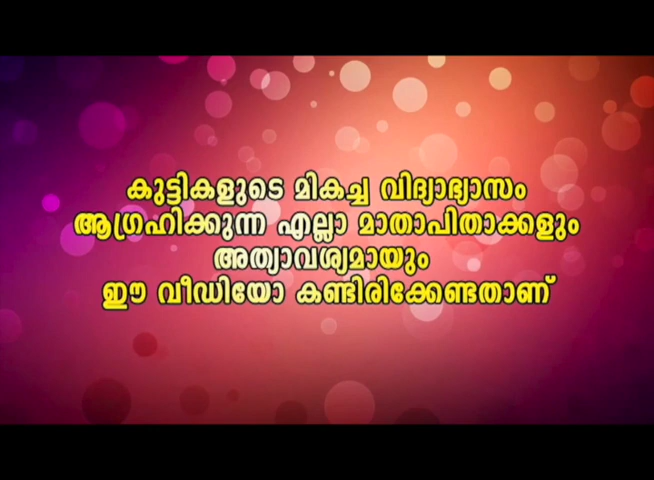 കുട്ടികളുടെ മികച്ച വിദ്യാഭ്യാസം
ആഗ്രഹിക്കുന്ന എല്ലാ മാതാപിതാക്കളും
അത്യാവശ്യമായും
ഈ വീഡിയോ കണ്ടിരിക്കേണ്ടതാണ്